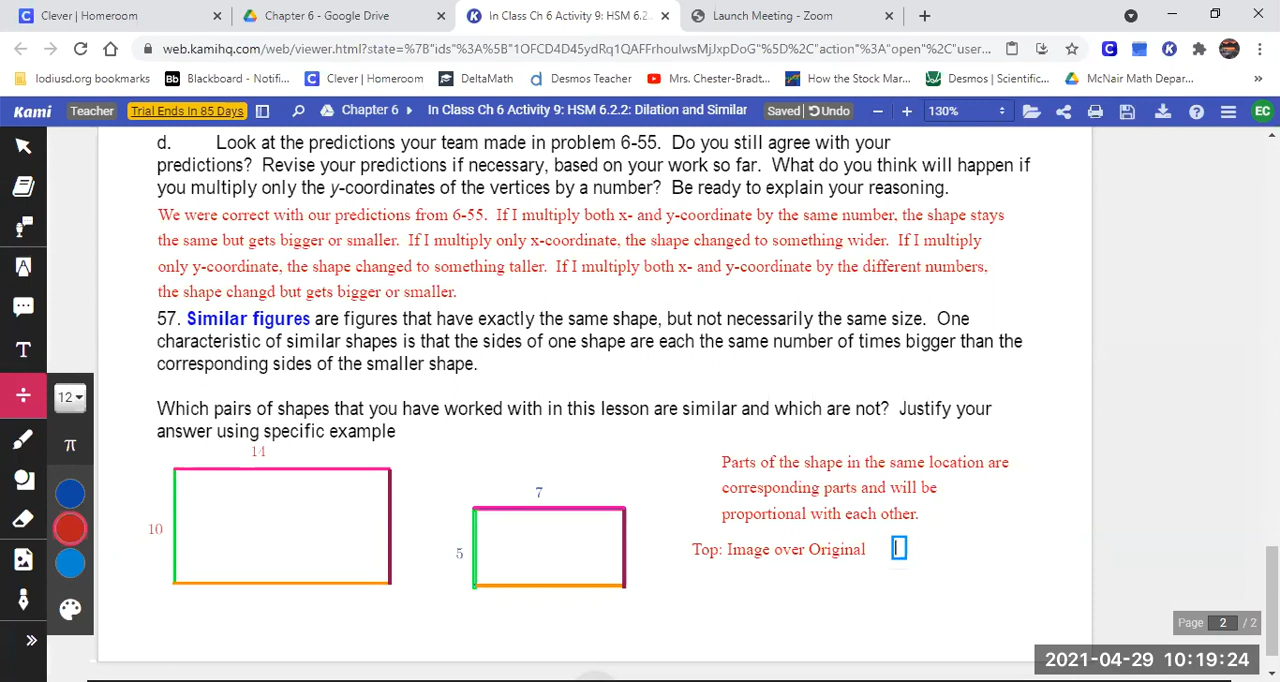 Clever | Homeroom
Chapter 6 - Google Drive
In Class Ch 6 Activity 9: HSM 6.2.
Launch Meeting - Zoom
web.kamihq.com/web/viewer.html?state=%7B"ids"%3A%5B"1OFCD4D45ydRq1QAFFrhoulwsMjJxpDoG"%5D%2C"action"%3A"open"%2C"user...
lodiusd.org bookmarks
Blackboard - Notifi...
Clever | Homeroom
DeltaMath
Desmos Teacher
Mrs. Chester-Bradt...
How the Stock Mar...
Desmos | Scientific...
McNair Math Depar...
Kami
Teacher
Trial Ends In 85 Days
Chapter 6
In Class Ch 6 Activity 9: HSM 6.2.2: Dilation and Similar
Saved
Undo
130%
EC
d. Look at the predictions your team made in problem 6-55. Do you still agree with your
predictions? Revise your predictions if necessary, based on your work so far. What do you think will happen if
you multiply only the y-coordinates of the vertices by a number? Be ready to explain your reasoning.
We were correct with our predictions from 6-55. If I multiply both x- and y-coordinate by the same number, the shape stays
the same but gets bigger or smaller. If I multiply only x-coordinate, the shape changed to something wider. If I multiply
only y-coordinate, the shape changed to something taller. If I multiply both x- and y-coordinate by the different numbers,
the shape changd but gets bigger or smaller.
57. Similar figures are figures that have exactly the same shape, but not necessarily the same size. One
characteristic of similar shapes is that the sides of one shape are each the same number of times bigger than the
corresponding sides of the smaller shape.
12
Which pairs of shapes that you have worked with in this lesson are similar and which are not? Justify your
answer using specific example
π
14
10
7
5
Parts of the shape in the same location are
corresponding parts and will be
proportional with each other.
Top: Image over Original
Page 2 / 2
2021-04-29 10:19:24